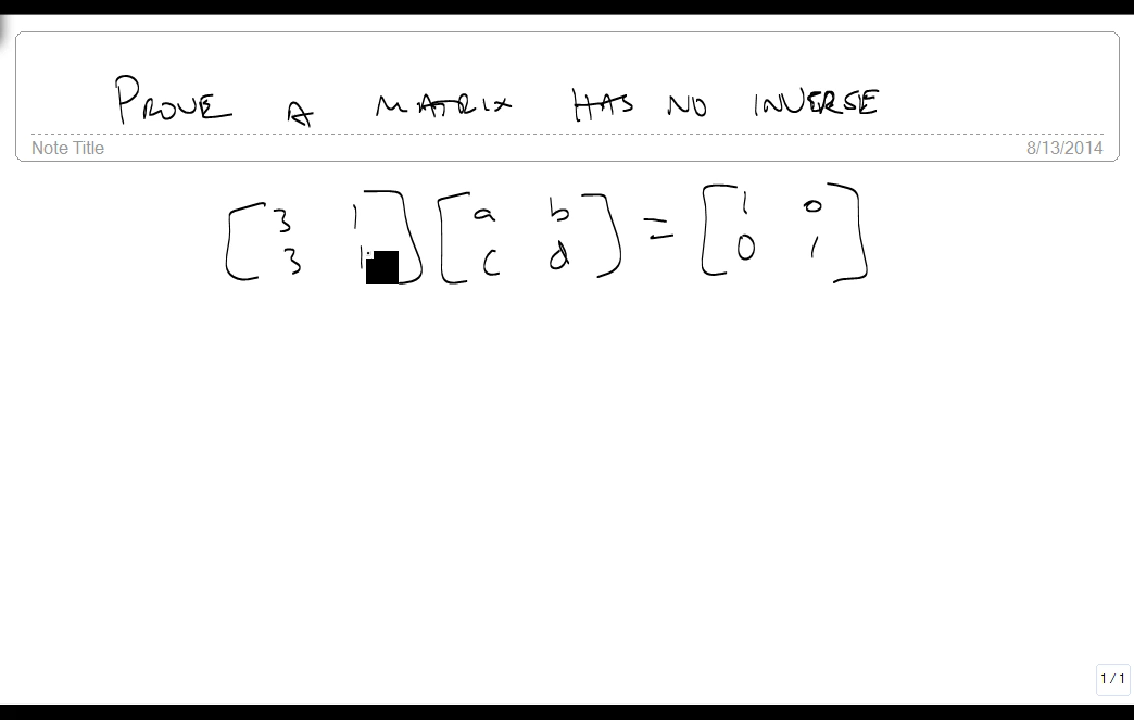 PROVE A MATRIX HAS NO INVERSE
Note Title 8/13/2014
[3 1 [a b = [1 0
3 1] c d] 0 1]
1/1